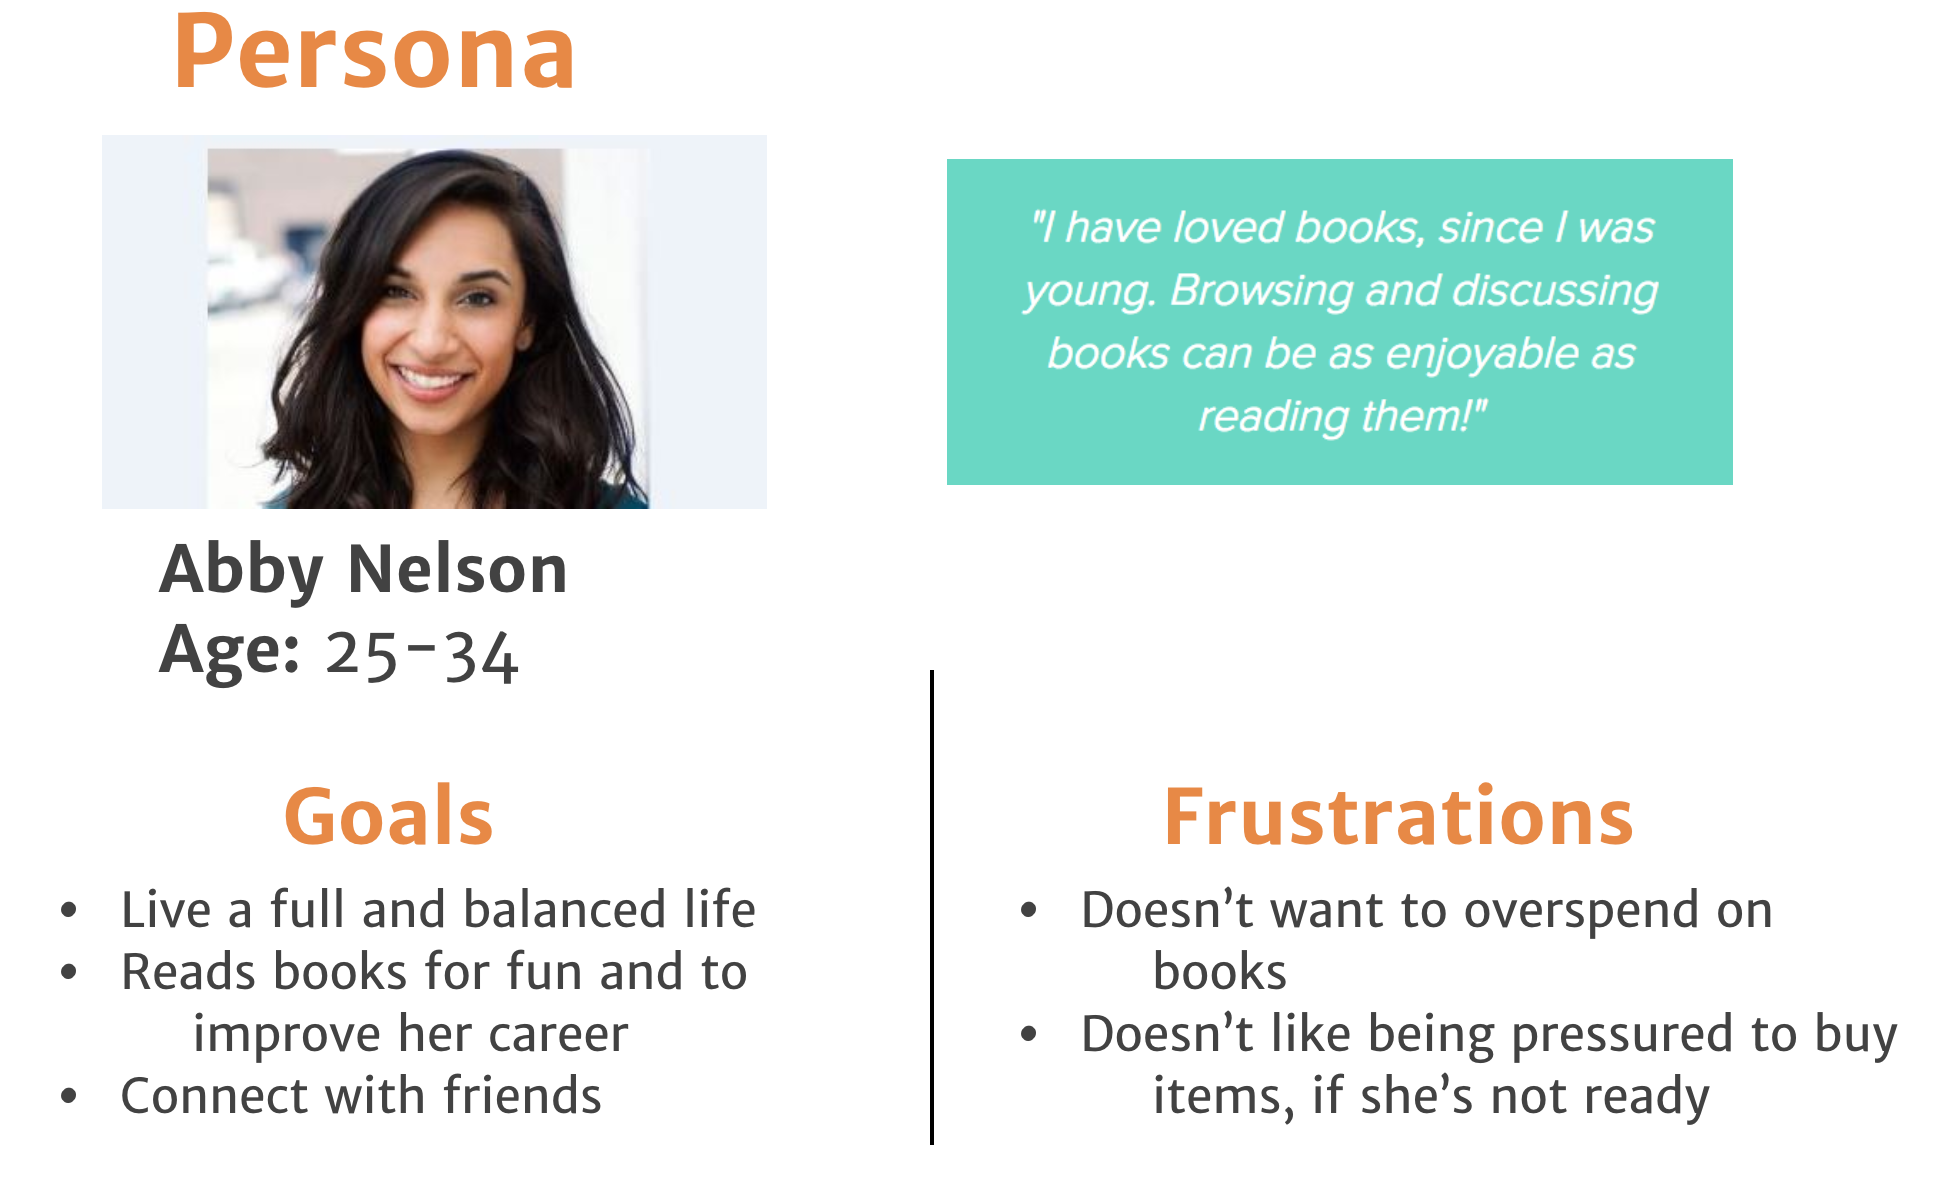 Persona
"I have loved books, since I was
young. Browsing and discussing
books can be as enjoyable as
reading them!"
Abby Nelson
Age: 25-34
Goals
• Live a full and balanced life
• Reads books for fun and to
improve her career
• Connect with friends
Frustrations
• Doesn’t want to overspend on
books
• Doesn’t like being pressured to buy
items, if she’s not ready